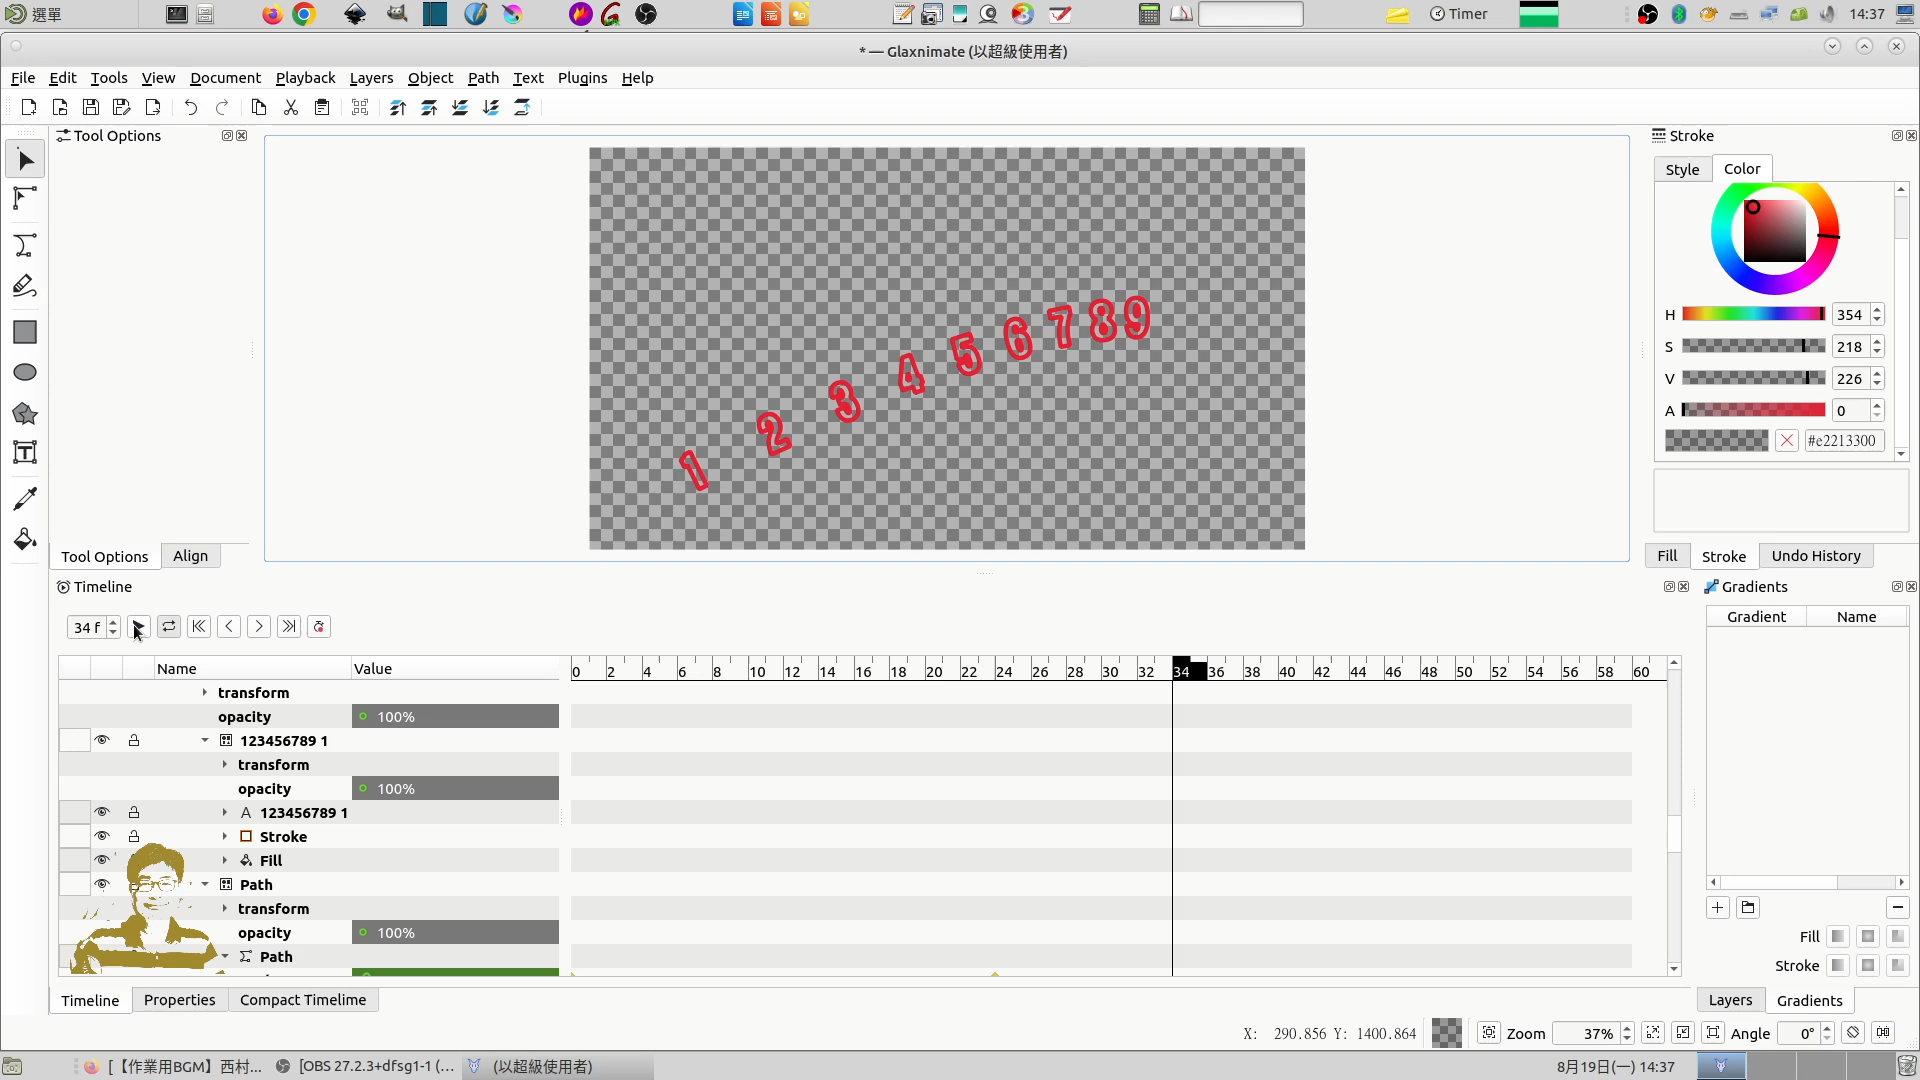 選單
Timer
14:37
* — Glaxnimate (以超級使用者)
File Edit Tools View Document Playback Layers Object Path Text Plugins Help
Tool Options
Stroke
Style Color
H 354
S 218
V 226
A 0
#e2213300
1 2 3 4 5 6 7 8 9
Tool Options Align
Fill Stroke Undo History
Timeline
Gradients
34 f
Gradient Name
Name Value
0 2 4 6 8 10 12 14 16 18 20 22 24 26 28 30 32 34 36 38 40 42 44 46 48 50 52 54 56 58 60
transform
opacity 100%
123456789 1
transform
opacity 100%
A 123456789 1
Stroke
Fill
Path
transform
opacity 100%
Path
Fill
Stroke
Timeline Properties Compact Timeline
Layers Gradients
X: 290.856 Y: 1400.864
Zoom 37%
Angle 0°
[【作業用BGM】西村...
[OBS 27.2.3+dfsg1-1 (...
(以超級使用者)
8月19日(一) 14:37